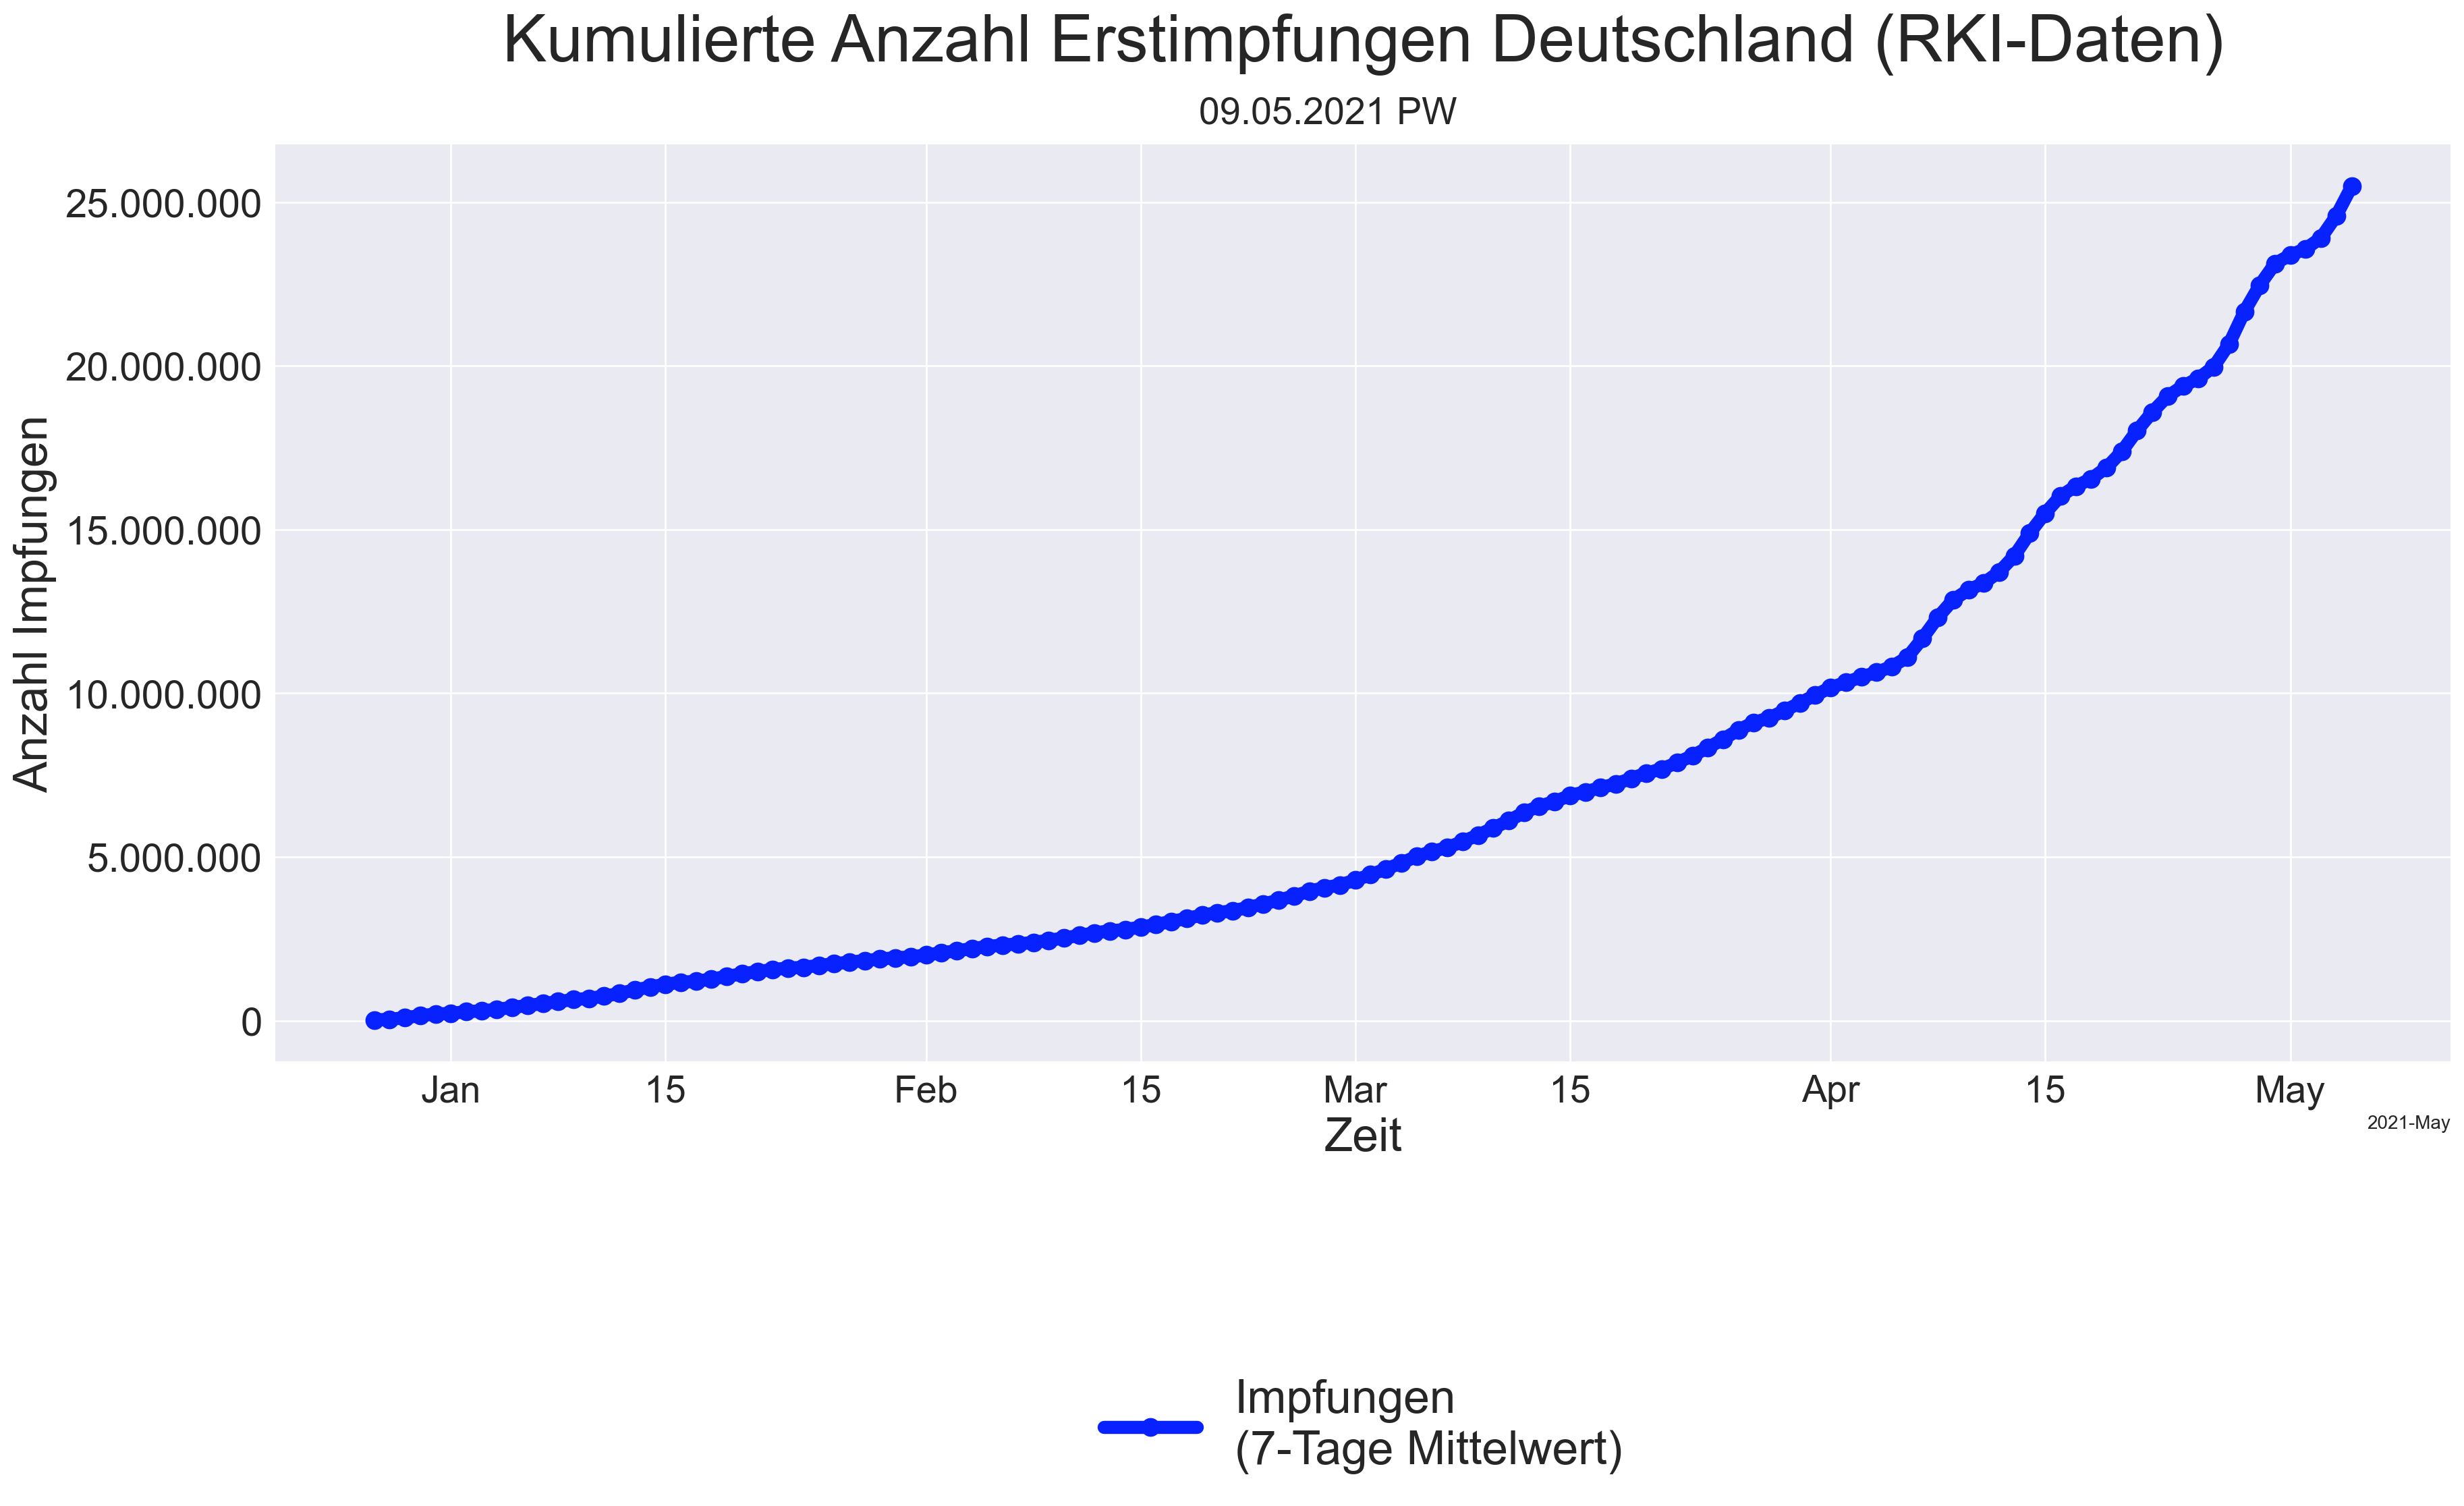 Kumulierte Anzahl Erstimpfungen Deutschland (RKI-Daten)
09.05.2021 PW
Anzahl Impfungen
25.000.000
20.000.000
15.000.000
10.000.000
5.000.000
0
Jan 15 Feb 15 Mar 15 Apr 15 May
Zeit
2021-May
Impfungen
(7-Tage Mittelwert)